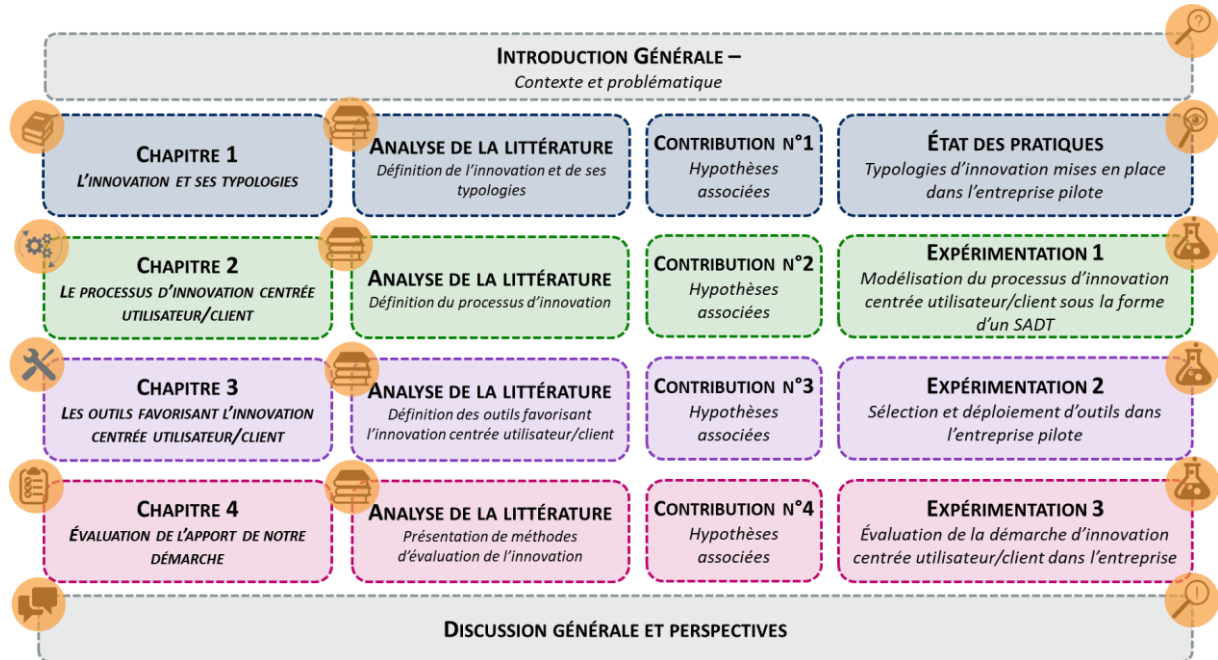 INTRODUCTION GÉNÉRALE –
Contexte et problématique
CHAPITRE 1
L'INNOVATION ET SES TYPOLOGIES
ANALYSE DE LA LITTÉRATURE
Définition de l'innovation et de ses
typologies
CONTRIBUTION N°1
Hypothèses
associées
ÉTAT DES PRATIQUES
Typologies d'innovation mises en place
dans l'entreprise pilote
CHAPITRE 2
LE PROCESSUS D'INNOVATION CENTRÉE
UTILISATEUR/CLIENT
ANALYSE DE LA LITTÉRATURE
Définition du processus d'innovation
CONTRIBUTION N°2
Hypothèses
associées
EXPÉRIMENTATION 1
Modélisation du processus d'innovation
centrée utilisateur/client sous la forme
d'un SADT
CHAPITRE 3
LES OUTILS FAVORISANT L'INNOVATION
CENTRÉE UTILISATEUR/CLIENT
ANALYSE DE LA LITTÉRATURE
Définition des outils favorisant
l'innovation centrée utilisateur/client
CONTRIBUTION N°3
Hypothèses
associées
EXPÉRIMENTATION 2
Sélection et déploiement d'outils dans
l'entreprise pilote
CHAPITRE 4
ÉVALUATION DE L'APPORT DE NOTRE
DÉMARCHE
ANALYSE DE LA LITTÉRATURE
Présentation de méthodes
d'évaluation de l'innovation
CONTRIBUTION N°4
Hypothèses
associées
EXPÉRIMENTATION 3
Évaluation de la démarche d'innovation
centrée utilisateur/client dans l'entreprise
DISCUSSION GÉNÉRALE ET PERSPECTIVES